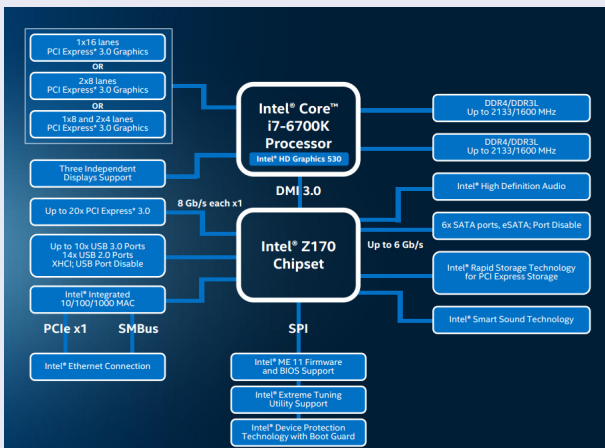 1x16 lanes
PCI Express* 3.0 Graphics
OR
2x8 lanes
PCI Express* 3.0 Graphics
OR
1x8 and 2x4 lanes
PCI Express* 3.0 Graphics
Three Independent
Displays Support
Intel® Core™
i7-6700K
Processor
Intel® HD Graphics 530
DDR4/DDR3L
Up to 2133/1600 MHz
DDR4/DDR3L
Up to 2133/1600 MHz
DMI 3.0
Up to 20x PCI Express* 3.0
8 Gb/s each x1
Up to 10x USB 3.0 Ports
14x USB 2.0 Ports
XHCI; USB Port Disable
Intel® Integrated
10/100/1000 MAC
PCIe x1
SMBus
Intel® Ethernet Connection
Intel® Z170
Chipset
Intel® High Definition Audio
6x SATA ports, eSATA; Port Disable
Up to 6 Gb/s
Intel® Rapid Storage Technology
for PCI Express Storage
Intel® Smart Sound Technology
SPI
Intel® ME 11 Firmware
and BIOS Support
Intel® Extreme Tuning
Utility Support
Intel® Device Protection
Technology with Boot Guard